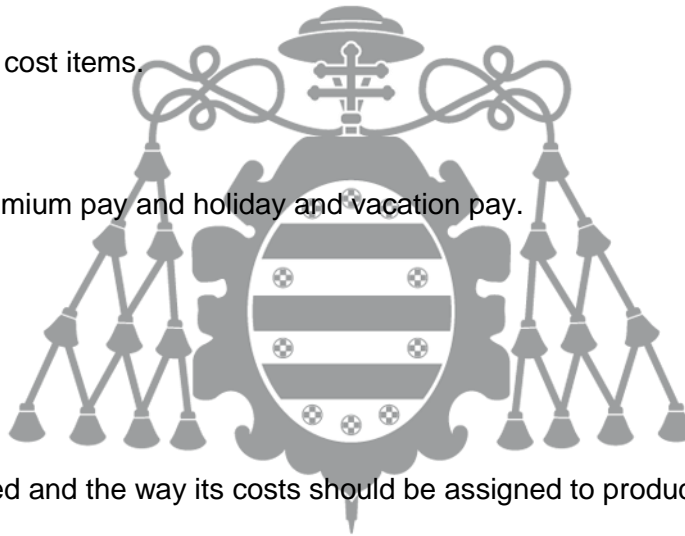 cost items.
mium pay and holiday and vacation pay.
ed and the way its costs should be assigned to produc